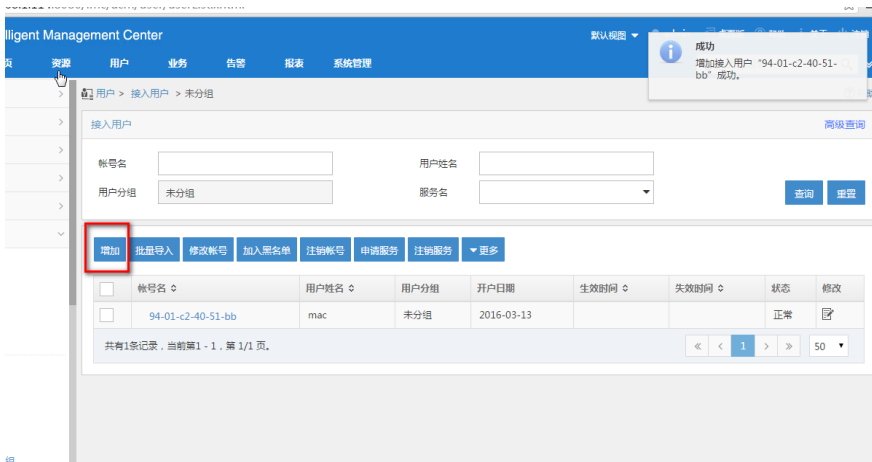 lligent Management Center
默认视图
页 资源 用户 业务 告警 报表 系统管理
成功
增加接入用户 “94-01-c2-40-51-
bb” 成功。
用户 > 接入用户 > 未分组
接入用户 高级查询
帐号名 用户姓名
用户分组 未分组 服务名 查询 重置
增加 批量导入 修改帐号 加入黑名单 注销帐号 申请服务 注销服务 更多
帐号名 用户姓名 用户分组 开户日期 生效时间 失效时间 状态 修改
94-01-c2-40-51-bb mac 未分组 2016-03-13 正常
共有1条记录，当前第1 - 1，第 1/1 页。 « < 1 > » 50
组